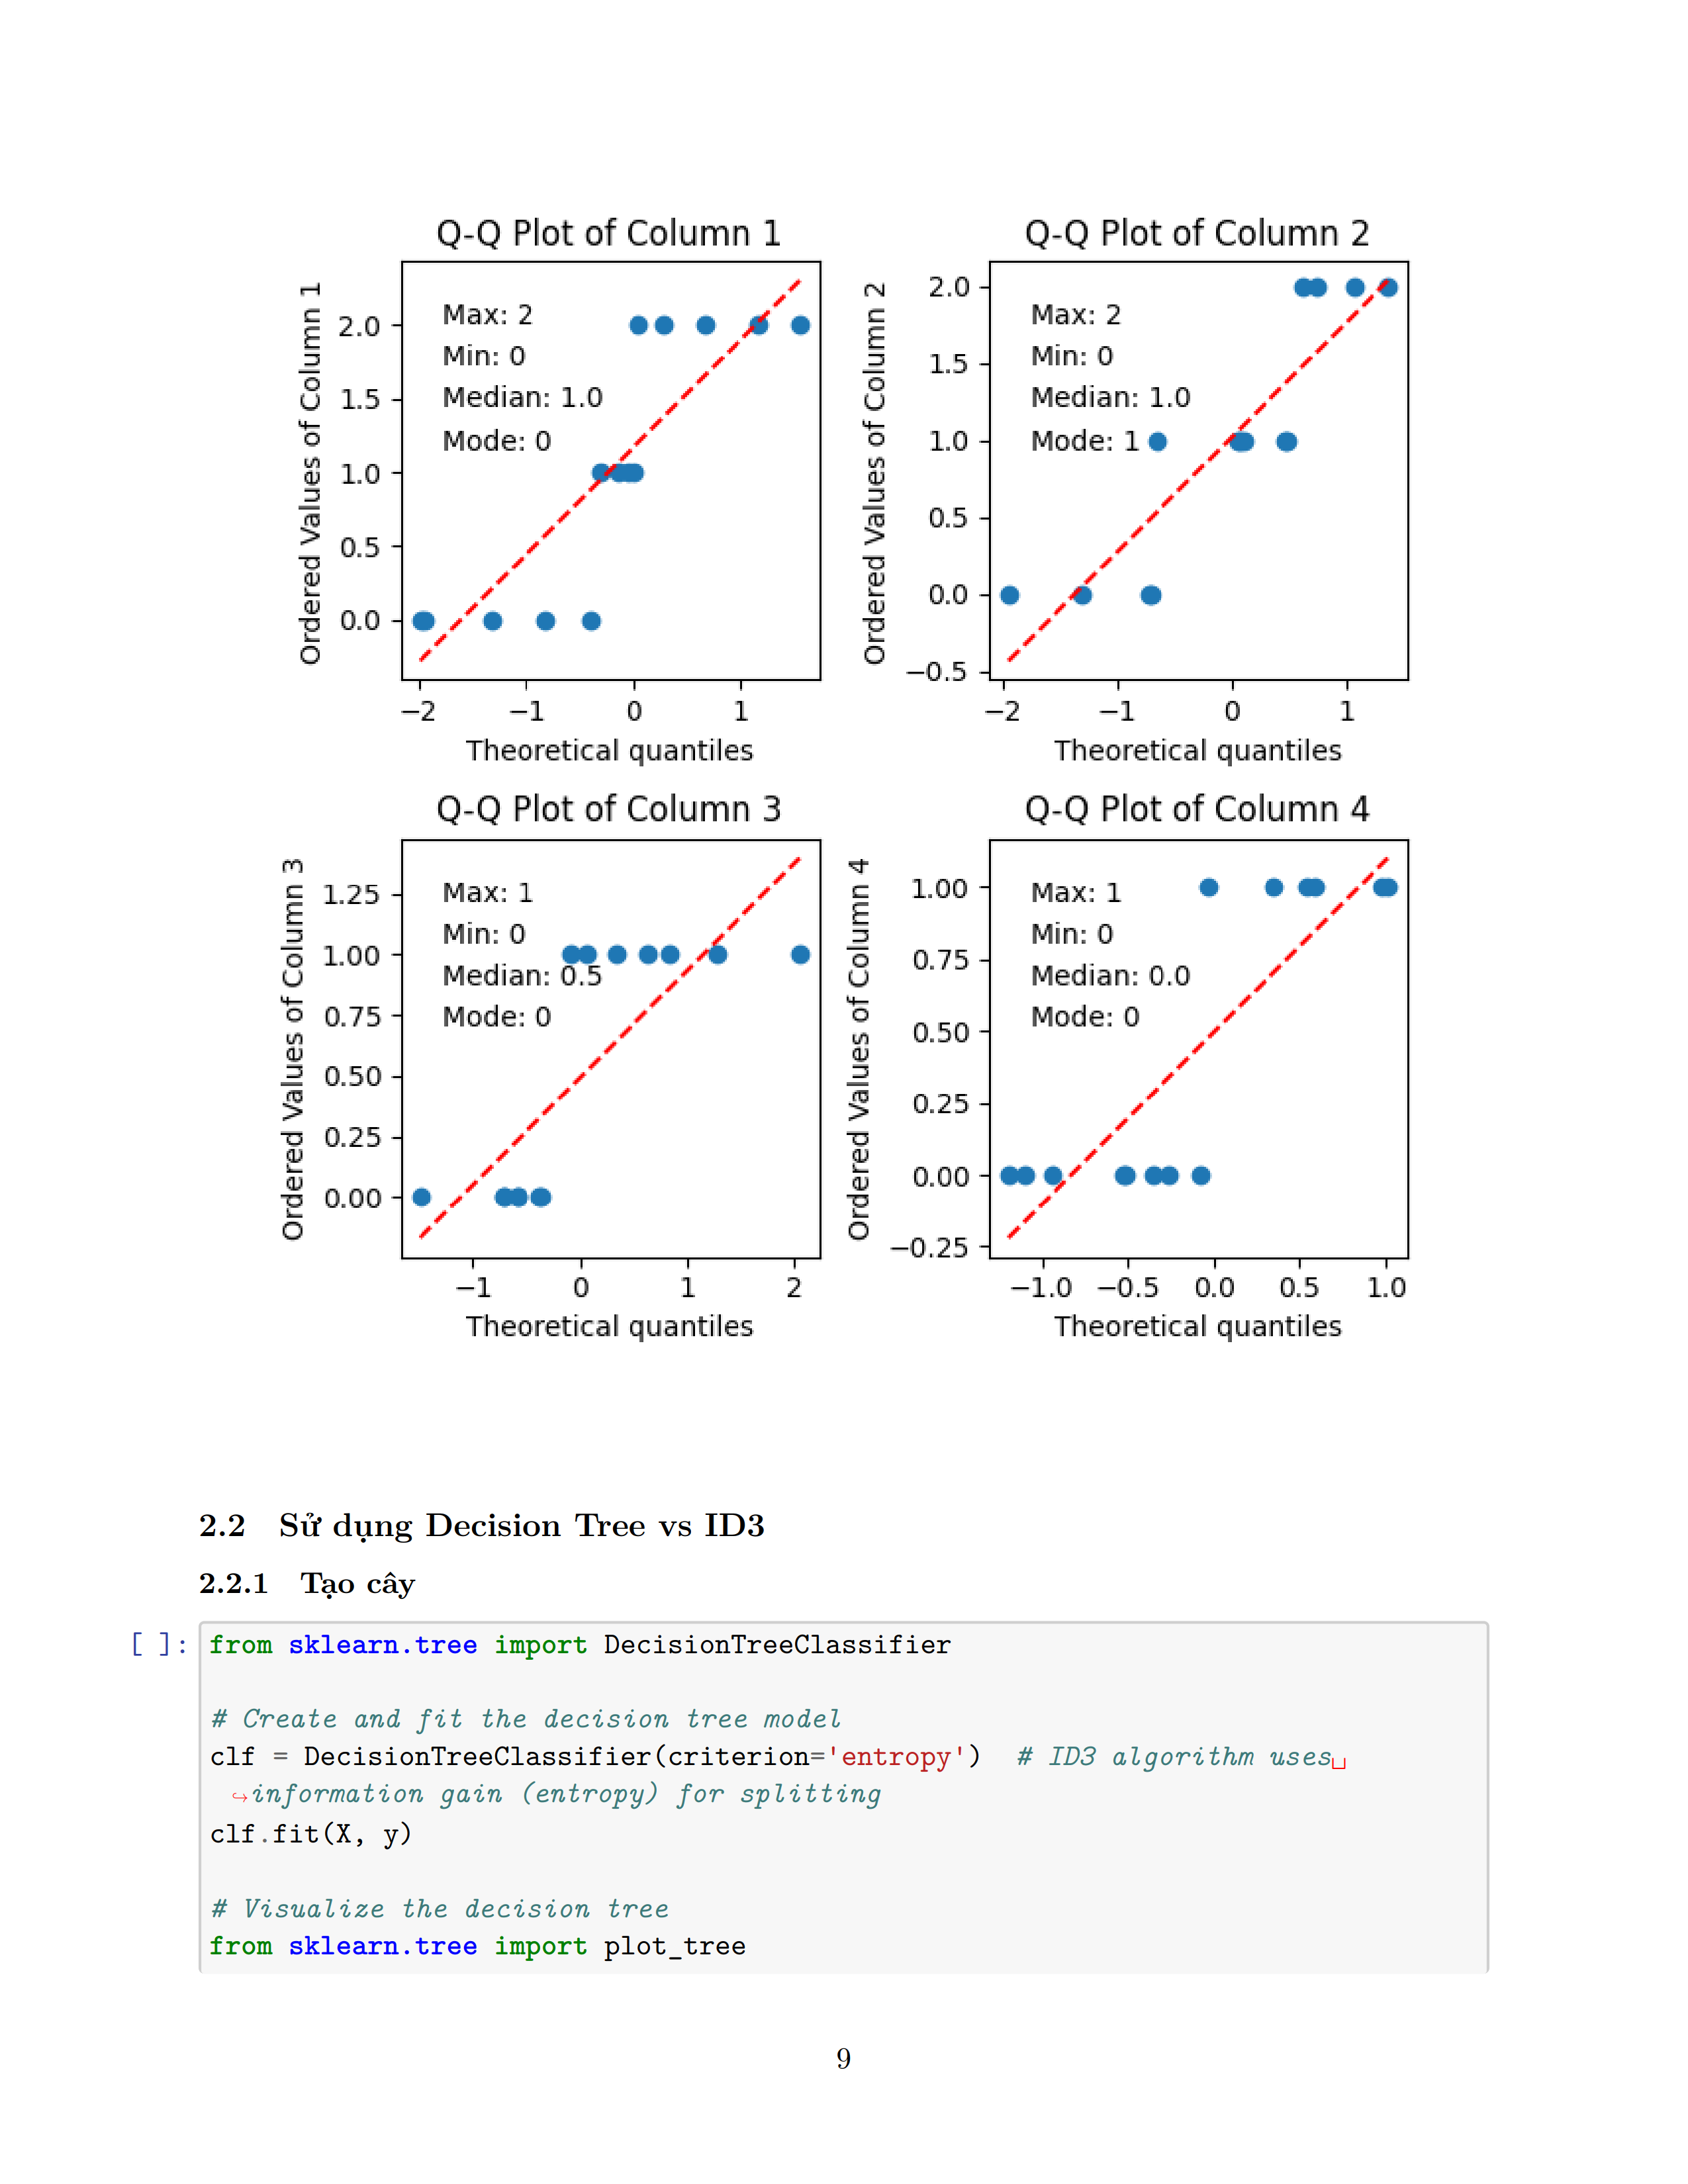 Q-Q Plot of Column 1
Ordered Values of Column 1
2.0
1.5
1.0
0.5
0.0
Max: 2
Min: 0
Median: 1.0
Mode: 0
−2 −1 0 1
Theoretical quantiles
Q-Q Plot of Column 2
Ordered Values of Column 2
2.0
1.5
1.0
0.5
0.0
−0.5
Max: 2
Min: 0
Median: 1.0
Mode: 1
−2 −1 0 1
Theoretical quantiles
Q-Q Plot of Column 3
Ordered Values of Column 3
1.25
1.00
0.75
0.50
0.25
0.00
Max: 1
Min: 0
Median: 0.5
Mode: 0
−1 0 1 2
Theoretical quantiles
Q-Q Plot of Column 4
Ordered Values of Column 4
1.00
0.75
0.50
0.25
0.00
−0.25
Max: 1
Min: 0
Median: 0.0
Mode: 0
−1.0 −0.5 0.0 0.5 1.0
Theoretical quantiles
2.2 Sử dụng Decision Tree vs ID3
2.2.1 Tạo cây
[ ]: from sklearn.tree import DecisionTreeClassifier
# Create and fit the decision tree model
clf = DecisionTreeClassifier(criterion='entropy') # ID3 algorithm uses␣
↪information gain (entropy) for splitting
clf.fit(X, y)
# Visualize the decision tree
from sklearn.tree import plot_tree
9